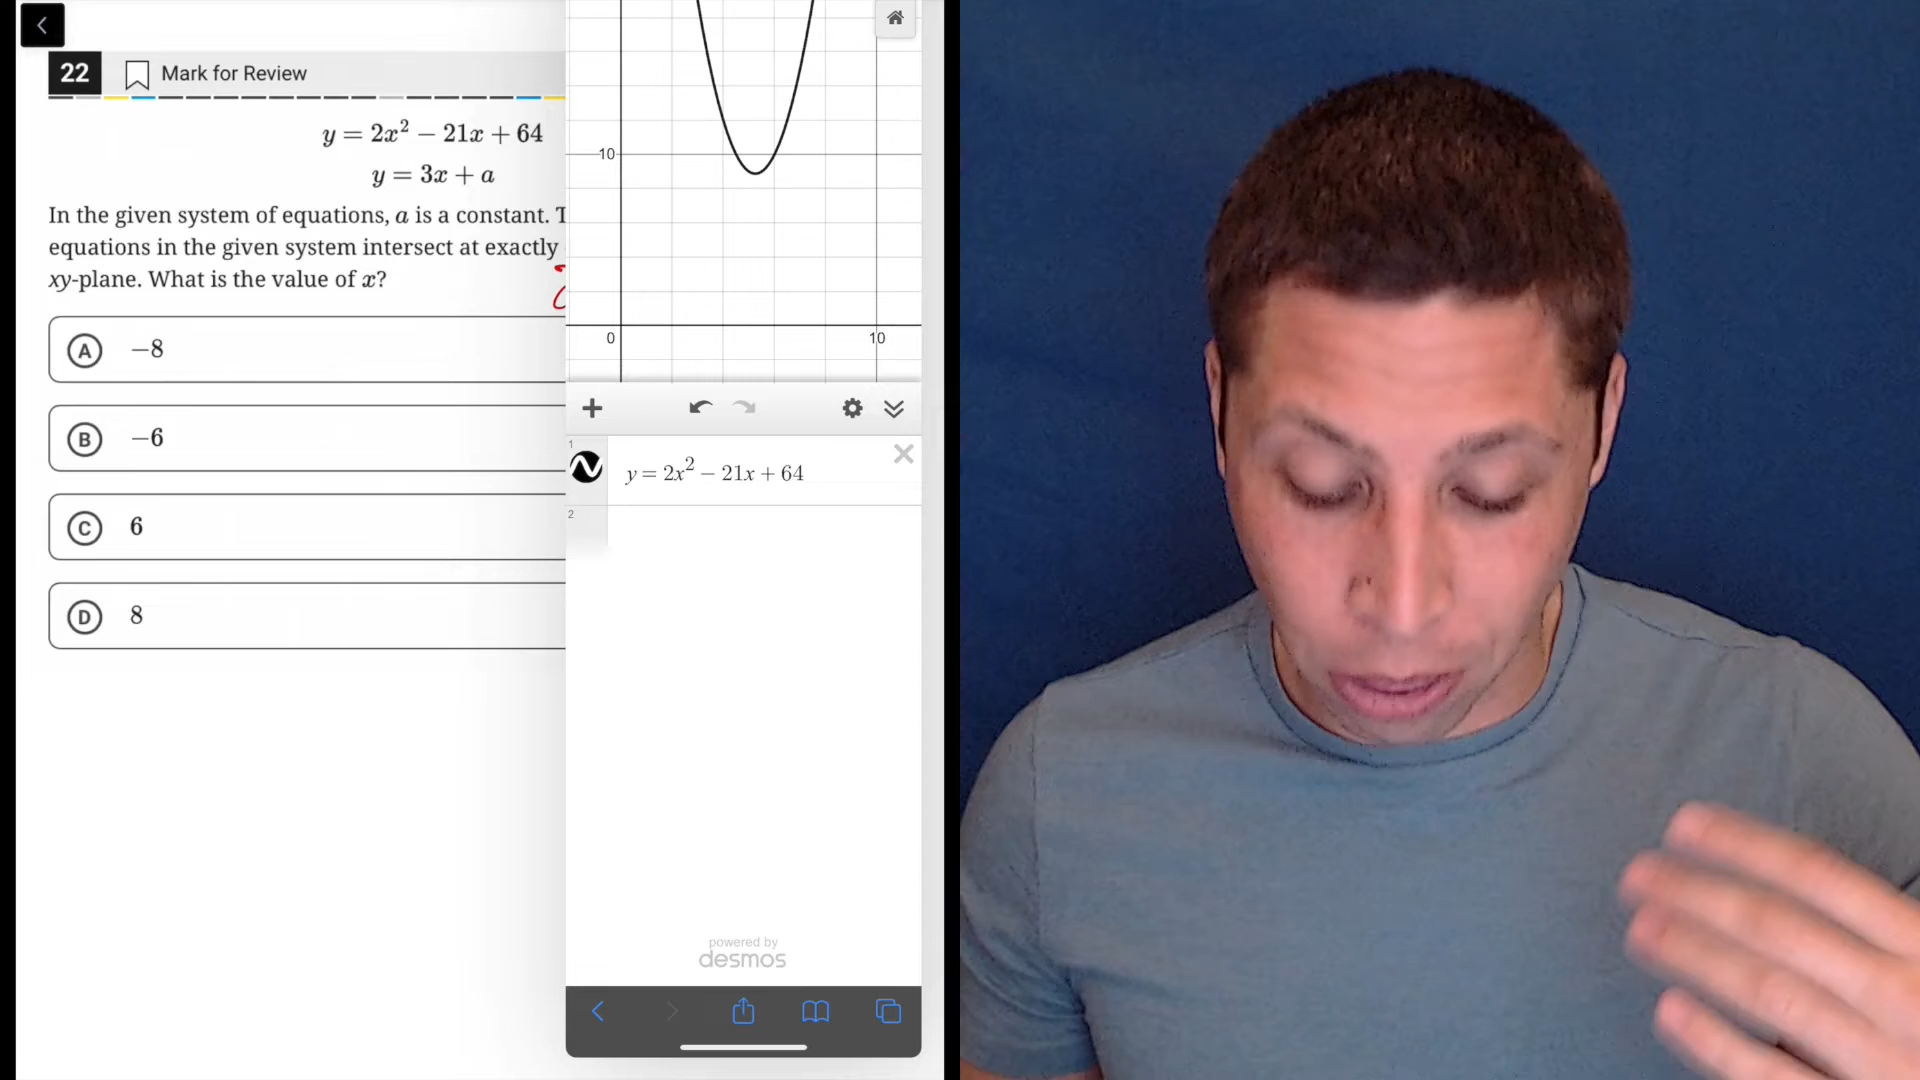 22 Mark for Review
y = 2x² − 21x + 64
y = 3x + a
In the given system of equations, a is a constant. T
equations in the given system intersect at exactly
xy-plane. What is the value of x?
A −8
B −6
C 6
D 8
10
0
10
1
y = 2x² − 21x + 64
2
powered by
desmos